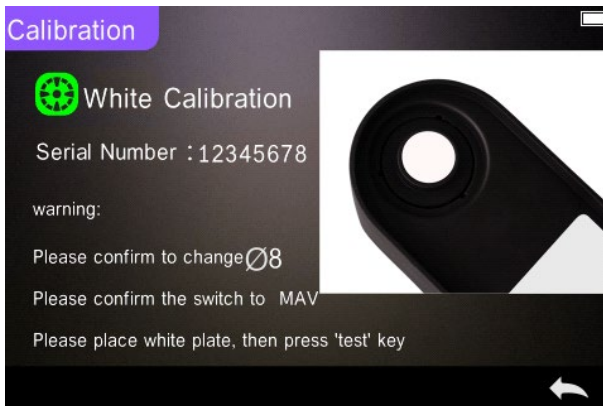 Calibration
White Calibration
Serial Number :12345678
warning:
Please confirm to change∅8
Please confirm the switch to MAV
Please place white plate, then press 'test' key